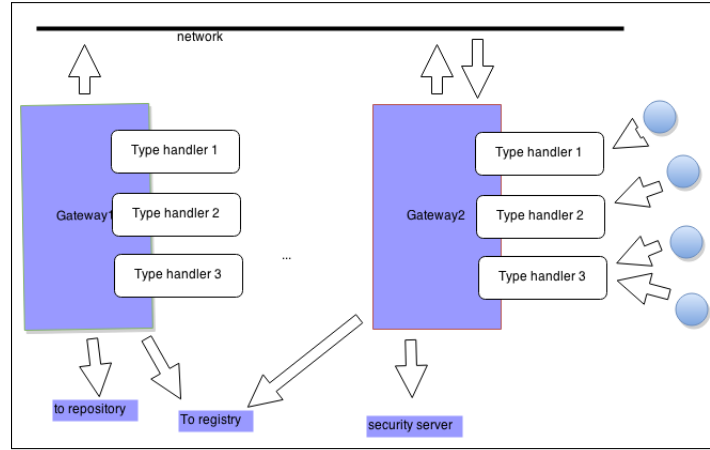 network
Type handler 1
Gateway1
Type handler 2
Type handler 3
...
Type handler 1
Gateway2
Type handler 2
Type handler 3
to repository
To registry
security server